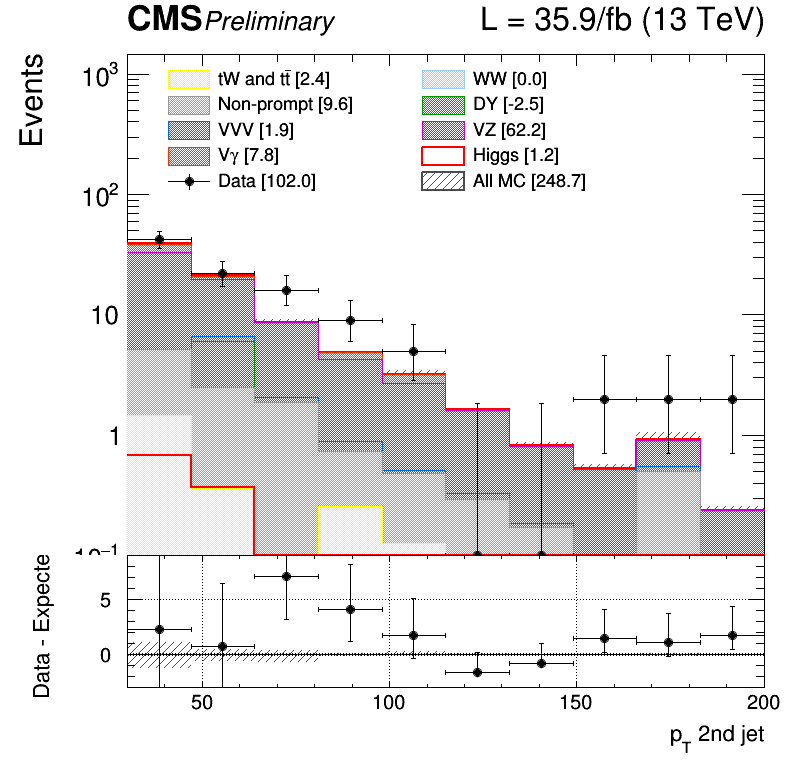 CMS Preliminary L = 35.9/fb (13 TeV)
Events
10³
10²
10
1
10⁻¹
tW and tt̄ [2.4]
Non-prompt [9.6]
VVV [1.9]
Vγ [7.8]
Data [102.0]
WW [0.0]
DY [-2.5]
VZ [62.2]
Higgs [1.2]
All MC [248.7]
Data - Expecte
5
0
50 100 150 200
p_T 2nd jet